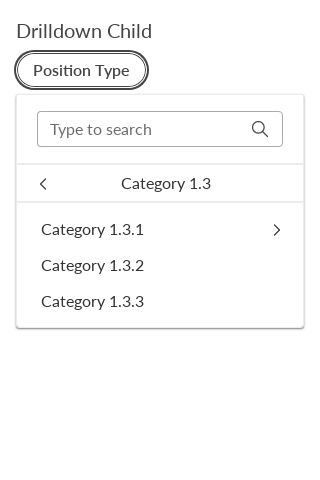 Drilldown Child
Position Type
Type to search
Category 1.3
Category 1.3.1
Category 1.3.2
Category 1.3.3